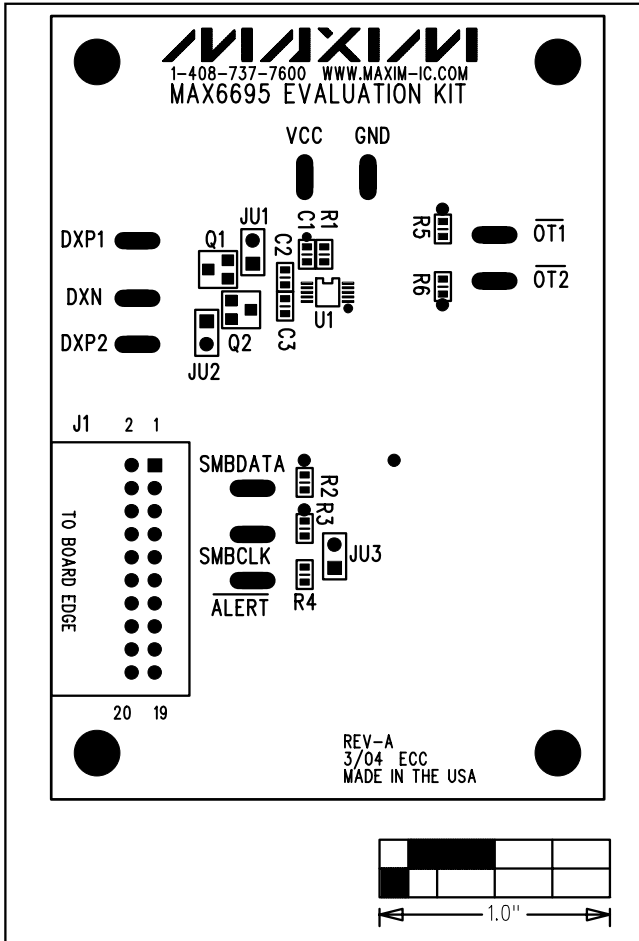 MAXIM
1-408-737-7600 WWW.MAXIM-IC.COM
MAX6695 EVALUATION KIT
VCC GND
DXP1
Q1
JU1
C2
C1
R1
R5
OT1
DXN
R6
OT2
DXP2
U1
Q2
C3
JU2
J1 2 1
SMBDATA
R2
R3
TO BOARD EDGE
SMBCLK
JU3
ALERT
R4
20 19
REV-A
3/04 ECC
MADE IN THE USA
1.0"